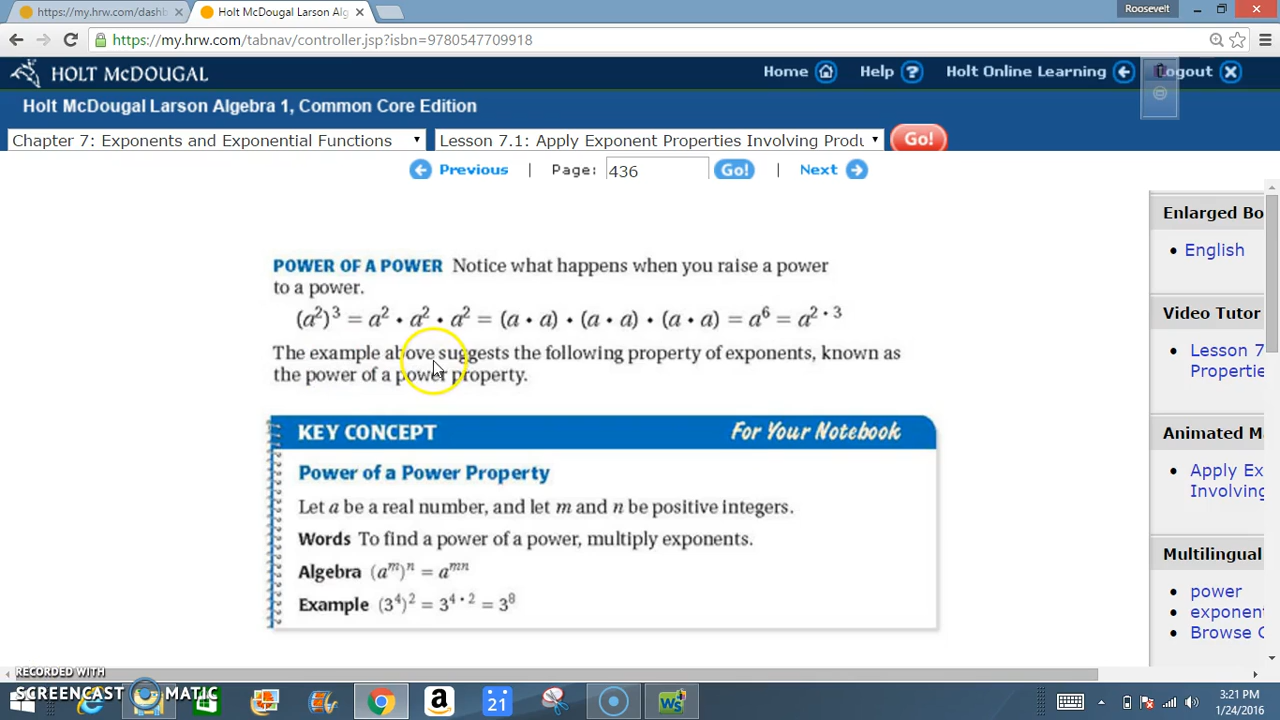 https://my.hrw.com/dashb
Holt McDougal Larson Alg
Roosevelt
https://my.hrw.com/tabnav/controller.jsp?isbn=9780547709918
HOLT MCDOUGAL
Home
Help
Holt Online Learning
Logout
Holt McDougal Larson Algebra 1, Common Core Edition
Chapter 7: Exponents and Exponential Functions
Lesson 7.1: Apply Exponent Properties Involving Produ
Go!
Previous | Page: 436 Go! | Next
POWER OF A POWER Notice what happens when you raise a power
to a power.
(a²)³ = a² • a² • a² = (a • a) • (a • a) • (a • a) = a⁶ = a² ˙ ³
The example above suggests the following property of exponents, known as
the power of a power property.
KEY CONCEPT
For Your Notebook
Power of a Power Property
Let a be a real number, and let m and n be positive integers.
Words To find a power of a power, multiply exponents.
Algebra (aᵐ)ⁿ = aᵐⁿ
Example (3⁴)² = 3⁴ ˙ ² = 3⁸
Enlarged Bo
English
Video Tutor
Lesson 7
Propertie
Animated M
Apply Ex
Involving
Multilingual
power
exponent
Browse C
RECORDED WITH
SCREENCAST MATIC
21
WS
3:21 PM
1/24/2016